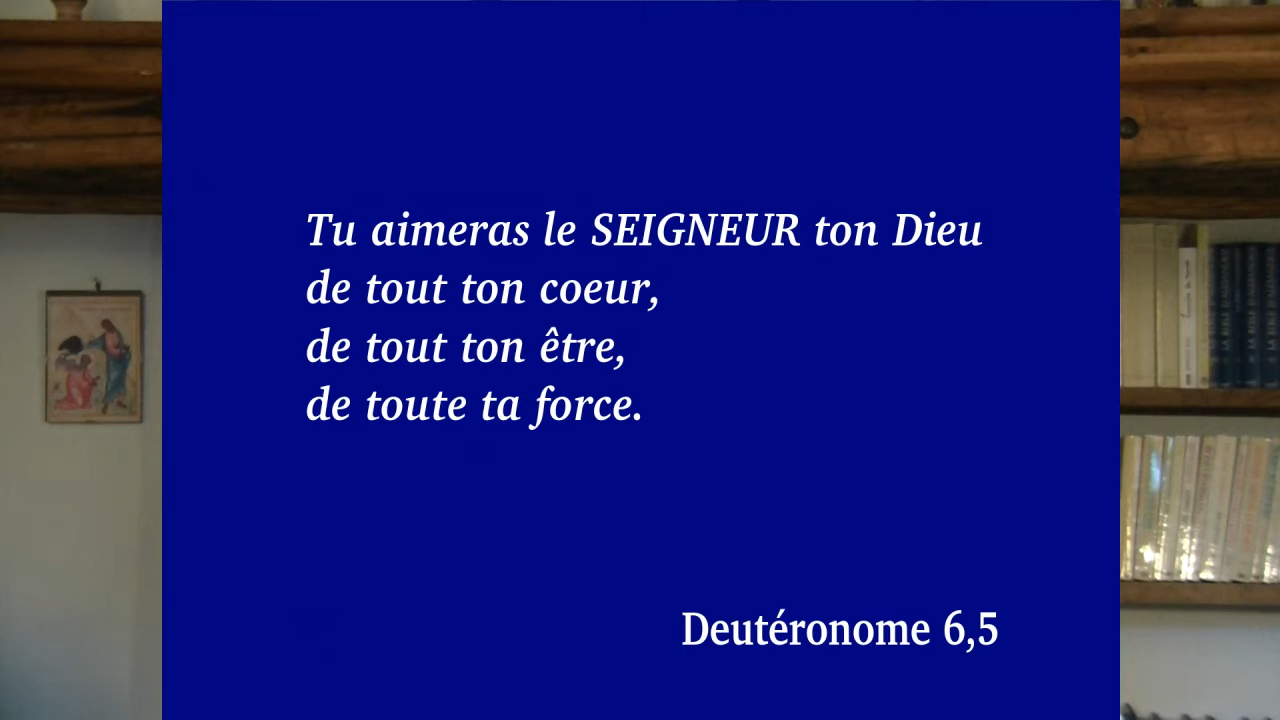 Tu aimeras le SEIGNEUR ton Dieu
de tout ton coeur,
de tout ton être,
de toute ta force.
Deutéronome 6,5